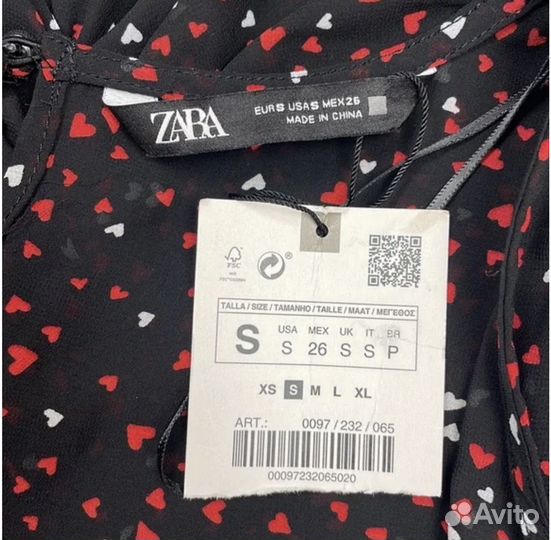 ZARA
EUR S USA S MEX 26
MADE IN CHINA
FSC
TALLA / SIZE / TAMANHO / TAILLE / MAAT / ΜΕΓΕΘΟΣ
S
USA MEX UK IT BR
S 26 S S P
XS S M L XL
ART.: 0097 / 232 / 065
00097232065020
Avito